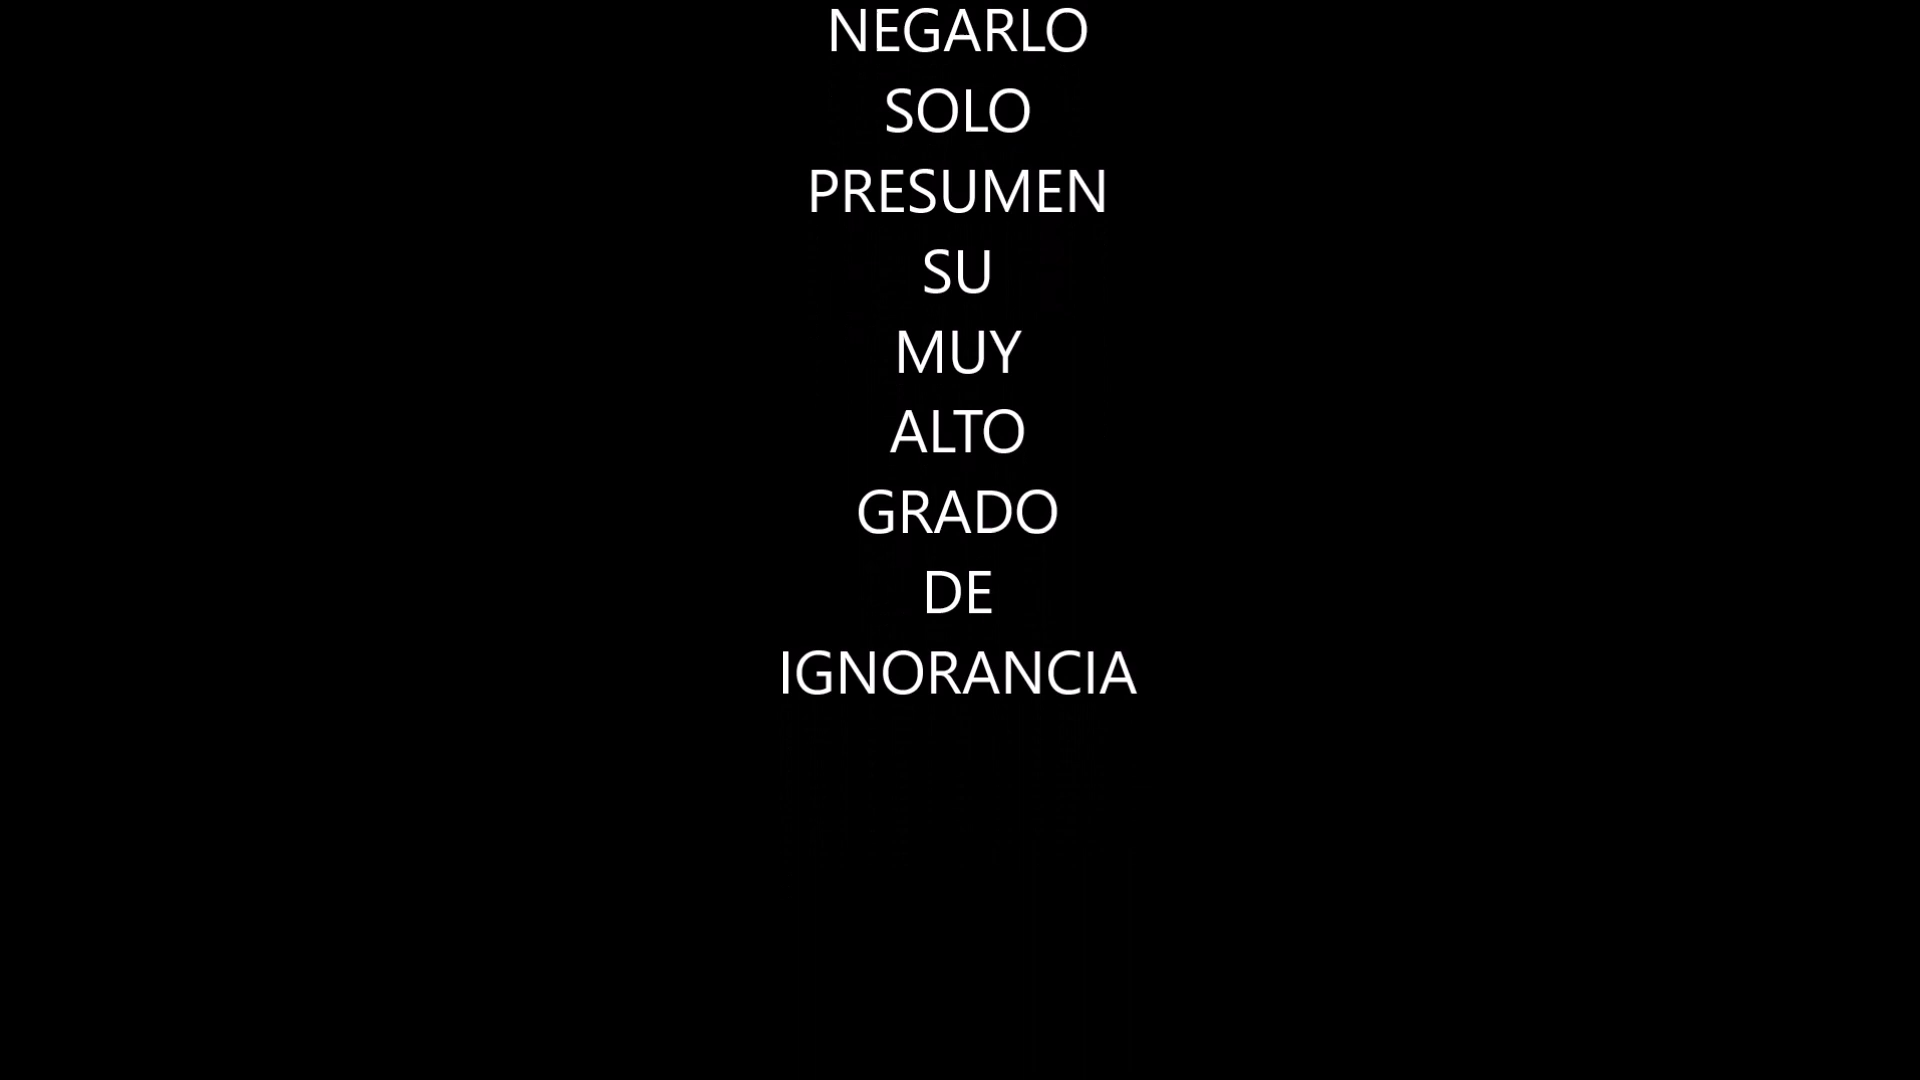 NEGARLO
SOLO
PRESUMEN
SU
MUY
ALTO
GRADO
DE
IGNORANCIA